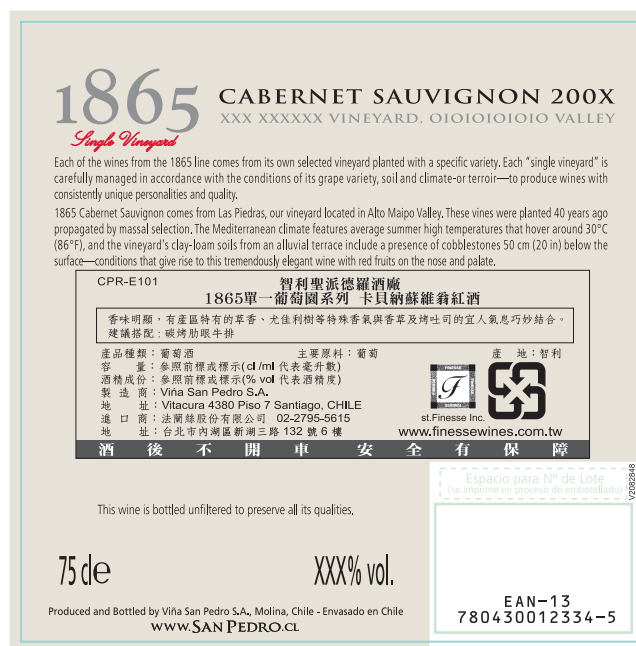 1865
CABERNET SAUVIGNON 200X
XXX XXXXXX VINEYARD, OIOIOIOIOIO VALLEY
Single Vineyard
Each of the wines from the 1865 line comes from its own selected vineyard planted with a specific variety. Each “single vineyard” is
carefully managed in accordance with the conditions of its grape variety, soil and climate-or terroir—to produce wines with
consistently unique personalities and quality.
1865 Cabernet Sauvignon comes from Las Piedras, our vineyard located in Alto Maipo Valley. These vines were planted 40 years ago
propagated by massal selection. The Mediterranean climate features average summer high temperatures that hover around 30°C
(86°F), and the vineyard’s clay-loam soils from an alluvial terrace include a presence of cobblestones 50 cm (20 in) below the
surface—conditions that give rise to this tremendously elegant wine with red fruits on the nose and palate.
CPR-E101
智利聖派德羅酒廠
1865單一葡萄園系列 卡貝納蘇維翁紅酒
香味明顯，有產區特有的草香、尤佳利樹等特殊香氣與香草及烤吐司的宜人氣息巧妙結合。
建議搭配：碳烤肋眼牛排
產品種類：葡萄酒 主要原料：葡萄 產 地：智利
容 量：參照前標或標示(cl /ml 代表毫升數)
酒精成份：參照前標或標示(% vol 代表酒精度)
製 造 商：Viña San Pedro S.A.
地 址：Vitacura 4380 Piso 7 Santiago, CHILE
進 口 商：法蘭絲股份有限公司 02-2795-5615
地 址：台北市內湖區新湖三路 132 號 6 樓
FINESSE
F
st.Finesse Inc.
www.finessewines.com.tw
酒 後 不 開 車 安 全 有 保 障
Espacio para Nº de Lote
(se imprime en proceso de embotellado)
V2082848
This wine is bottled unfiltered to preserve all its qualities.
75 cle
XXX% vol.
Produced and Bottled by Viña San Pedro S.A., Molina, Chile - Envasado en Chile
WWW.SAN PEDRO.CL
EAN-13
780430012334-5